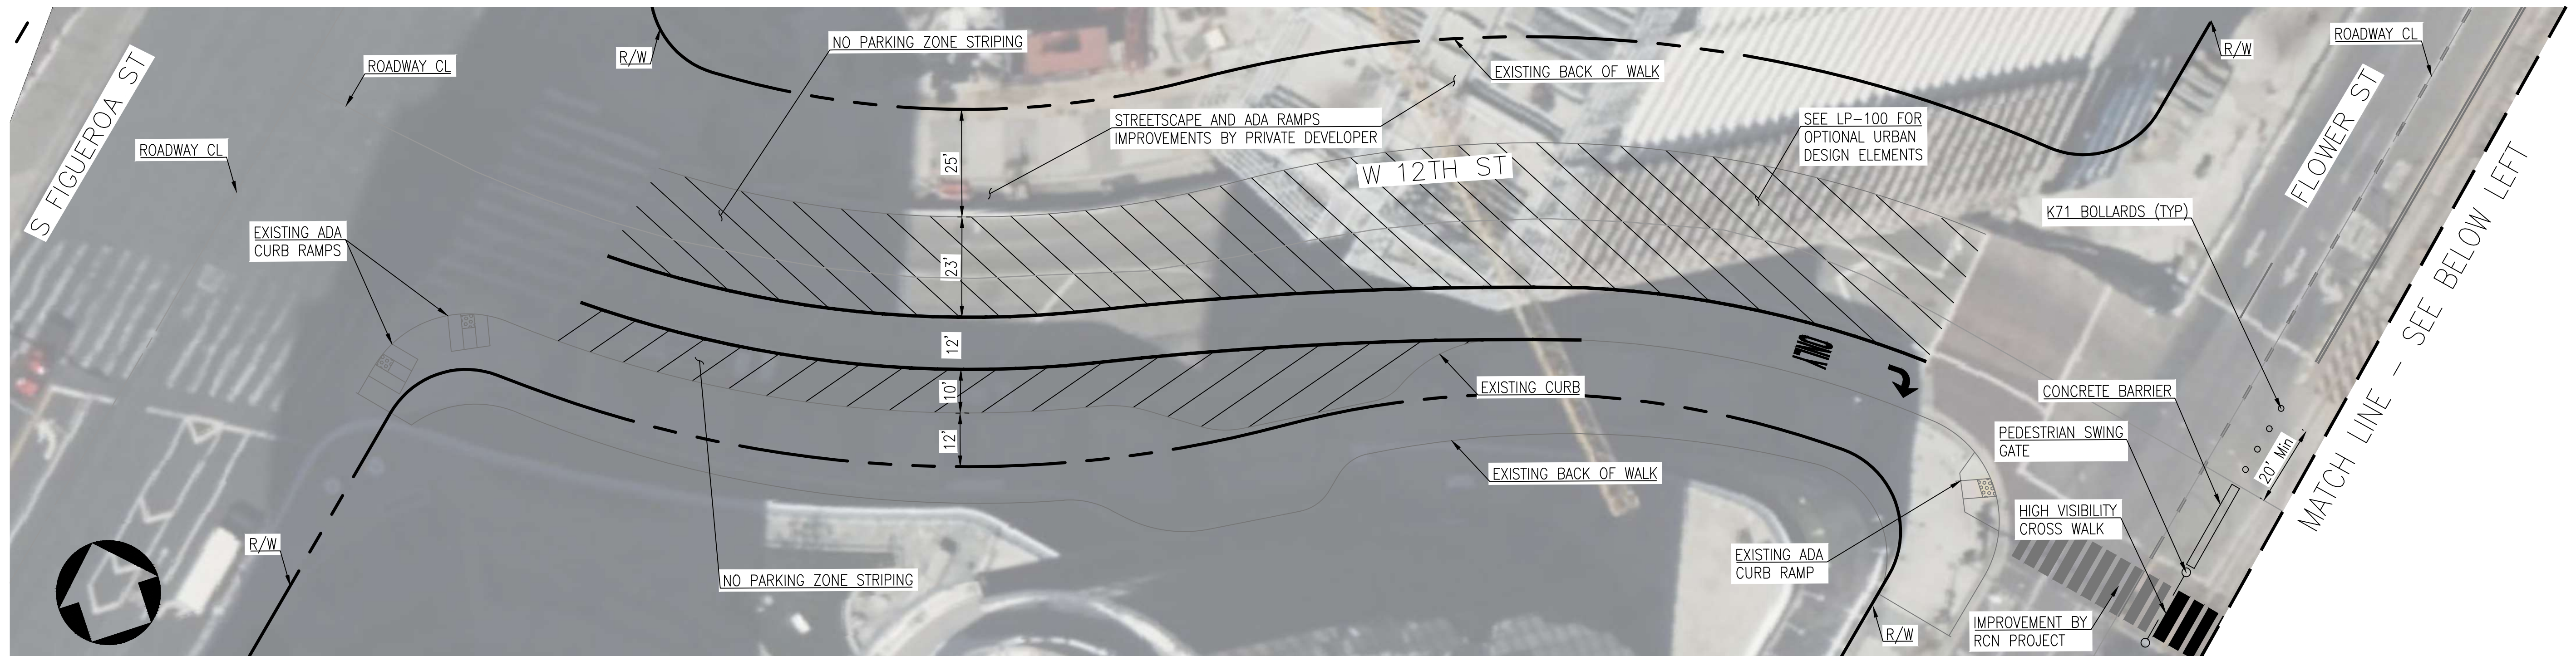 S FIGUEROA ST
ROADWAY CL
ROADWAY CL
EXISTING ADA
CURB RAMPS
R/W
R/W
NO PARKING ZONE STRIPING
STREETSCAPE AND ADA RAMPS
IMPROVEMENTS BY PRIVATE DEVELOPER
EXISTING BACK OF WALK
W 12TH ST
SEE LP-100 FOR
OPTIONAL URBAN
DESIGN ELEMENTS
ROADWAY CL
R/W
FLOWER ST
K71 BOLLARDS (TYP)
25'
23'
12'
10'
12'
ONLY
EXISTING CURB
EXISTING BACK OF WALK
NO PARKING ZONE STRIPING
CONCRETE BARRIER
PEDESTRIAN SWING
GATE
20' Min
HIGH VISIBILITY
CROSS WALK
EXISTING ADA
CURB RAMP
IMPROVEMENT BY
RCN PROJECT
R/W
MATCH LINE - SEE BELOW LEFT